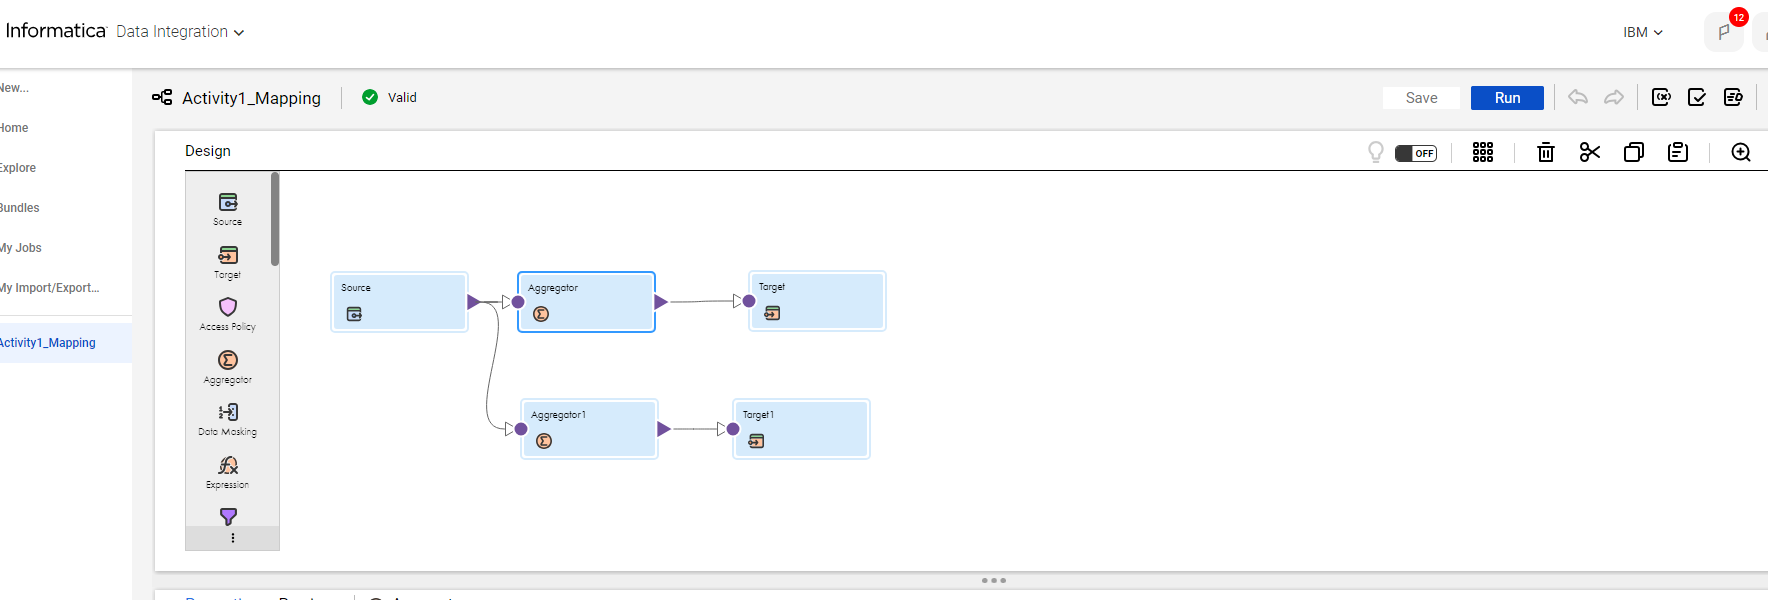 Informatica Data Integration
IBM
12
New...
Home
Explore
Bundles
My Jobs
My Import/Export...
Activity1_Mapping
Activity1_Mapping
Valid
Save
Run
Design
OFF
Source
Target
Access Policy
Aggregator
Data Masking
Expression
Source
Aggregator
Target
Aggregator1
Target1